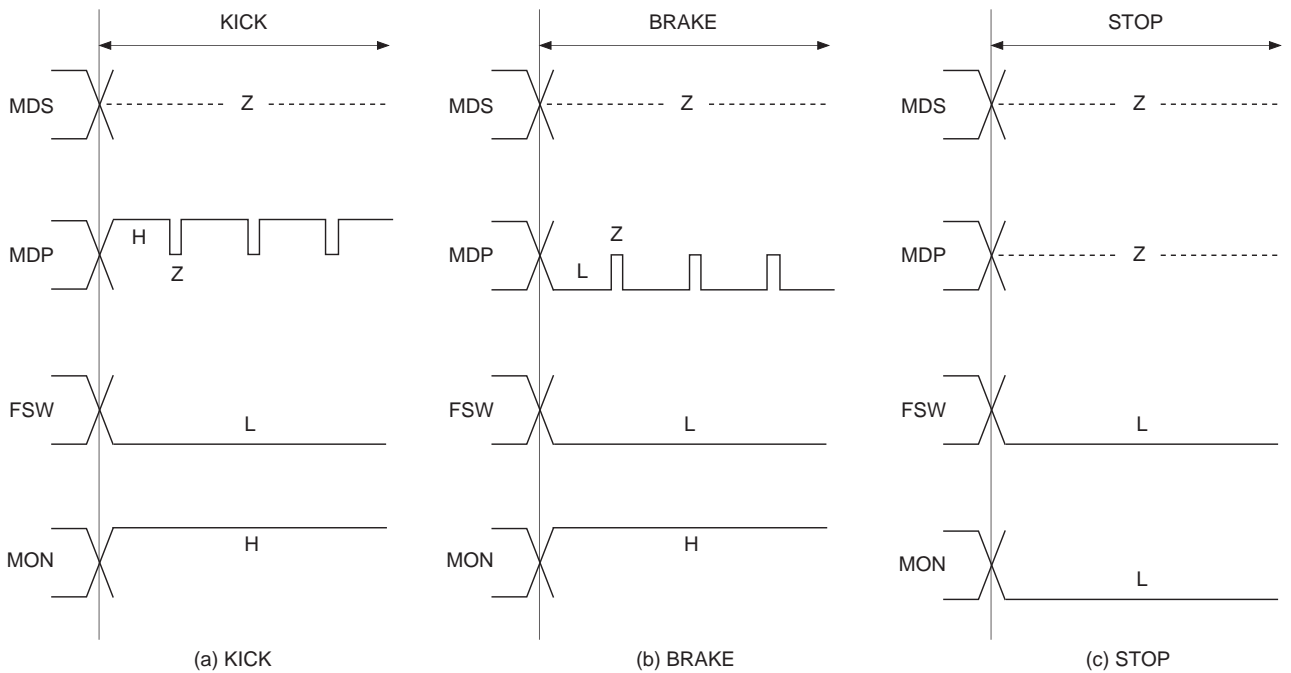 KICK
MDS
Z
MDP
H
Z
FSW
L
MON
H
(a) KICK
BRAKE
MDS
Z
MDP
Z
L
FSW
L
MON
H
(b) BRAKE
STOP
MDS
Z
MDP
Z
FSW
L
MON
L
(c) STOP